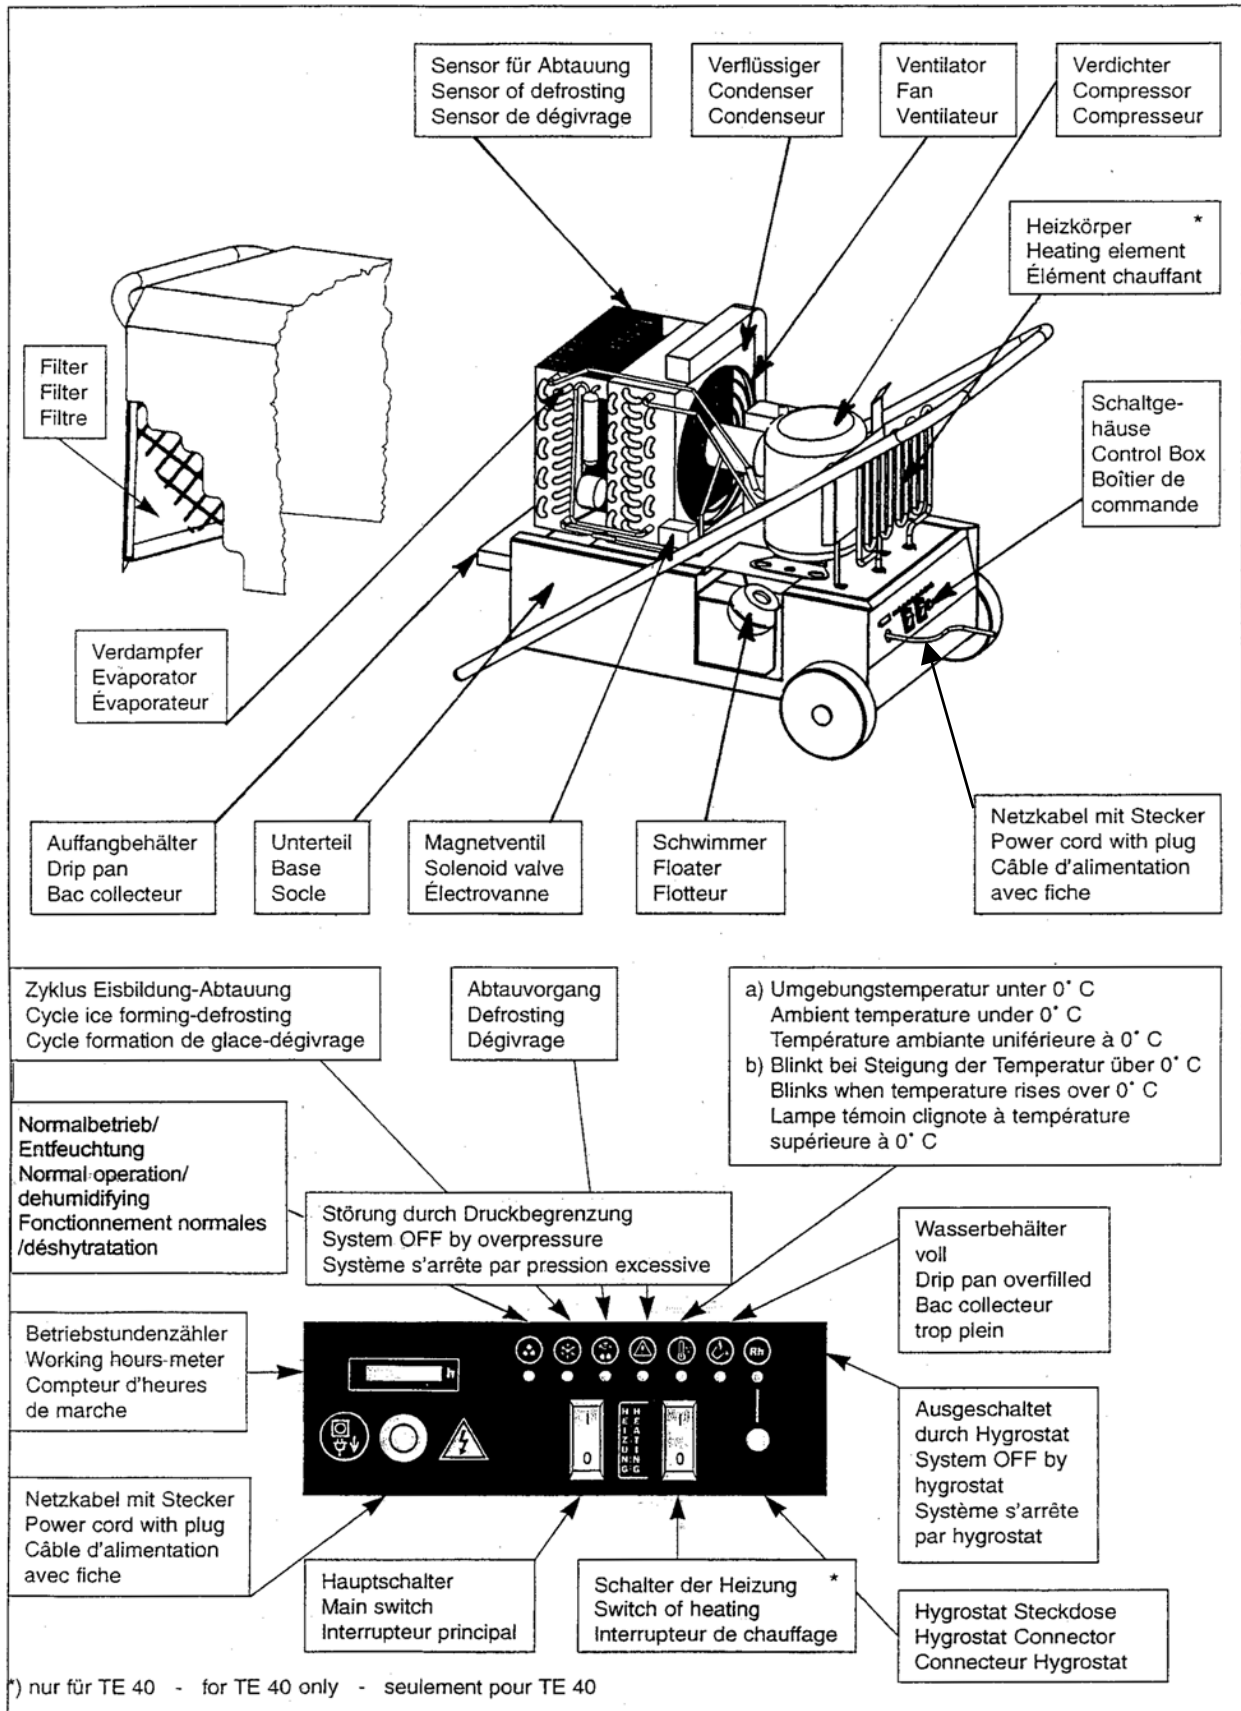 Sensor für Abtauung
Sensor of defrosting
Sensor de dégivrage
Verflüssiger
Condenser
Condenseur
Ventilator
Fan
Ventilateur
Verdichter
Compressor
Compresseur
Heizkörper *
Heating element
Élément chauffant
Filter
Filter
Filtre
Schaltge-
häuse
Control Box
Boîtier de
commande
Verdampfer
Evaporator
Évaporateur
Auffangbehälter
Drip pan
Bac collecteur
Unterteil
Base
Socle
Magnetventil
Solenoid valve
Électrovanne
Schwimmer
Floater
Flotteur
Netzkabel mit Stecker
Power cord with plug
Câble d'alimentation
avec fiche
Zyklus Eisbildung-Abtauung
Cycle ice forming-defrosting
Cycle formation de glace-dégivrage
Abtauvorgang
Defrosting
Dégivrage
a) Umgebungstemperatur unter 0° C
Ambient temperature under 0° C
Température ambiante uniférieure à 0° C
b) Blinkt bei Steigung der Temperatur über 0° C
Blinks when temperature rises over 0° C
Lampe témoin clignote à température
supérieure à 0° C
Normalbetrieb/
Entfeuchtung
Normal operation/
dehumidifying
Fonctionnement normales
/déshytratation
Störung durch Druckbegrenzung
System OFF by overpressure
Système s'arrête par pression excessive
Wasserbehälter
voll
Drip pan overfilled
Bac collecteur
trop plein
Betriebstundenzähler
Working hours-meter
Compteur d'heures
de marche
h
Rh
I
0
HEIZUNG
HEATING
I
0
Ausgeschaltet
durch Hygrostat
System OFF by
hygrostat
Système s'arrête
par hygrostat
Netzkabel mit Stecker
Power cord with plug
Câble d'alimentation
avec fiche
Hauptschalter
Main switch
Interrupteur principal
Schalter der Heizung *
Switch of heating
Interrupteur de chauffage
Hygrostat Steckdose
Hygrostat Connector
Connecteur Hygrostat
*) nur für TE 40 - for TE 40 only - seulement pour TE 40